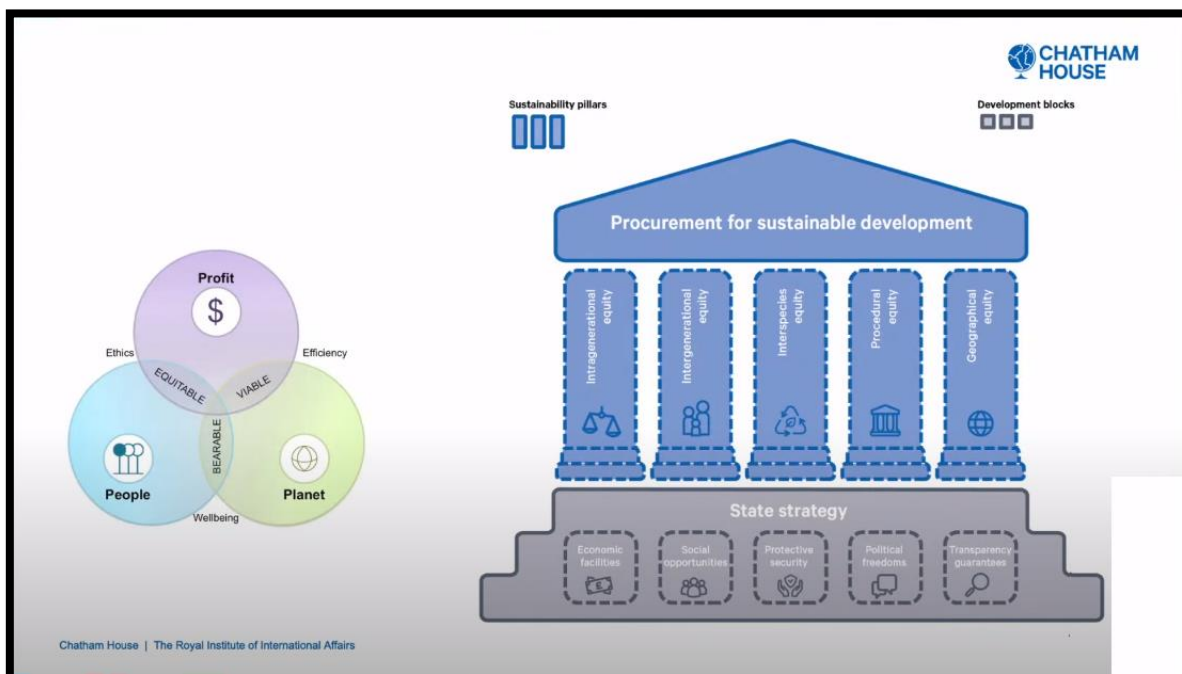 CHATHAM
HOUSE
Sustainability pillars
Development blocks
Procurement for sustainable development
Intragenerational
equity
Intergenerational
equity
Interspecies
equity
Procedural
equity
Geographical
equity
State strategy
Economic
facilities
£
Social
opportunities
Protective
security
Political
freedoms
Transparency
guarantees
Profit
$
Ethics
Efficiency
EQUITABLE
VIABLE
BEARABLE
People
Planet
Wellbeing
Chatham House | The Royal Institute of International Affairs